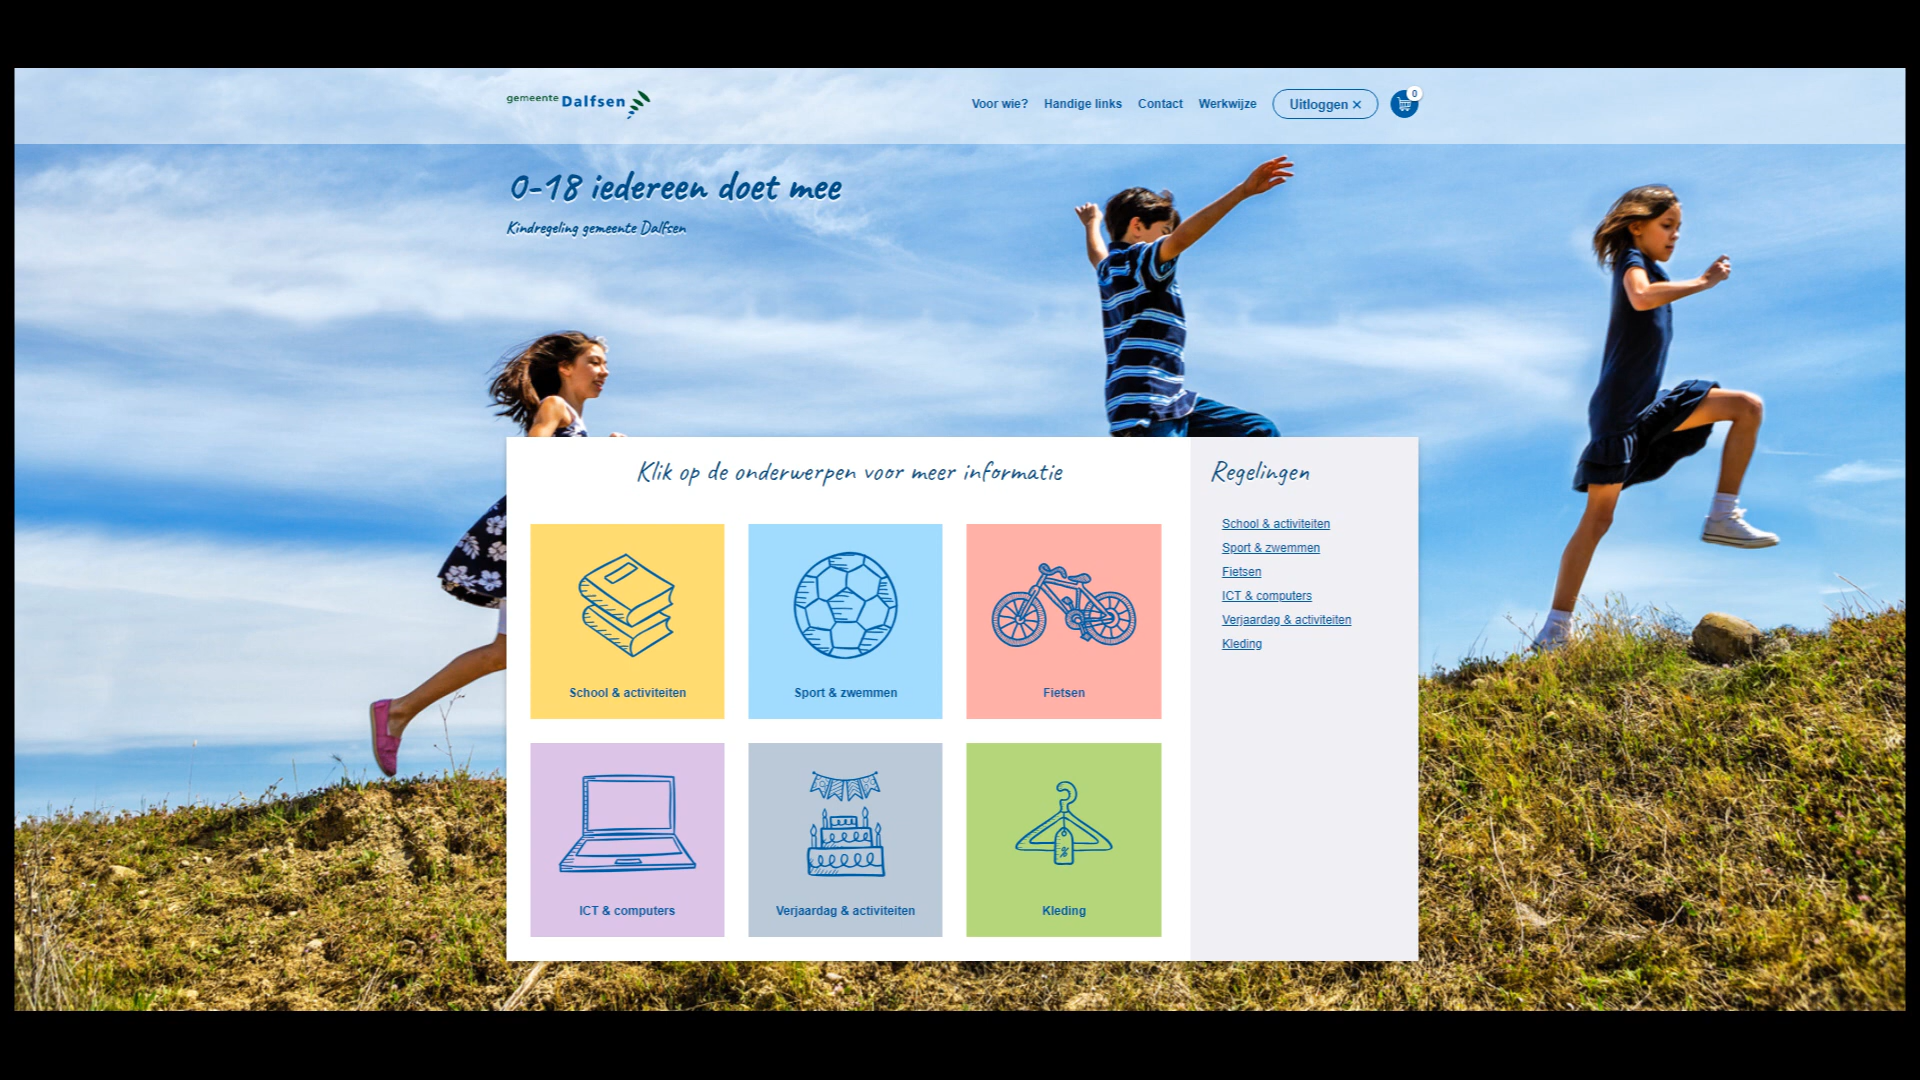 gemeente Dalfsen
Voor wie? Handige links Contact Werkwijze Uitloggen ✕ 0
0-18 iedereen doet mee
Kindregeling gemeente Dalfsen
Klik op de onderwerpen voor meer informatie
School & activiteiten
Sport & zwemmen
Fietsen
ICT & computers
Verjaardag & activiteiten
Kleding
Regelingen
School & activiteiten
Sport & zwemmen
Fietsen
ICT & computers
Verjaardag & activiteiten
Kleding